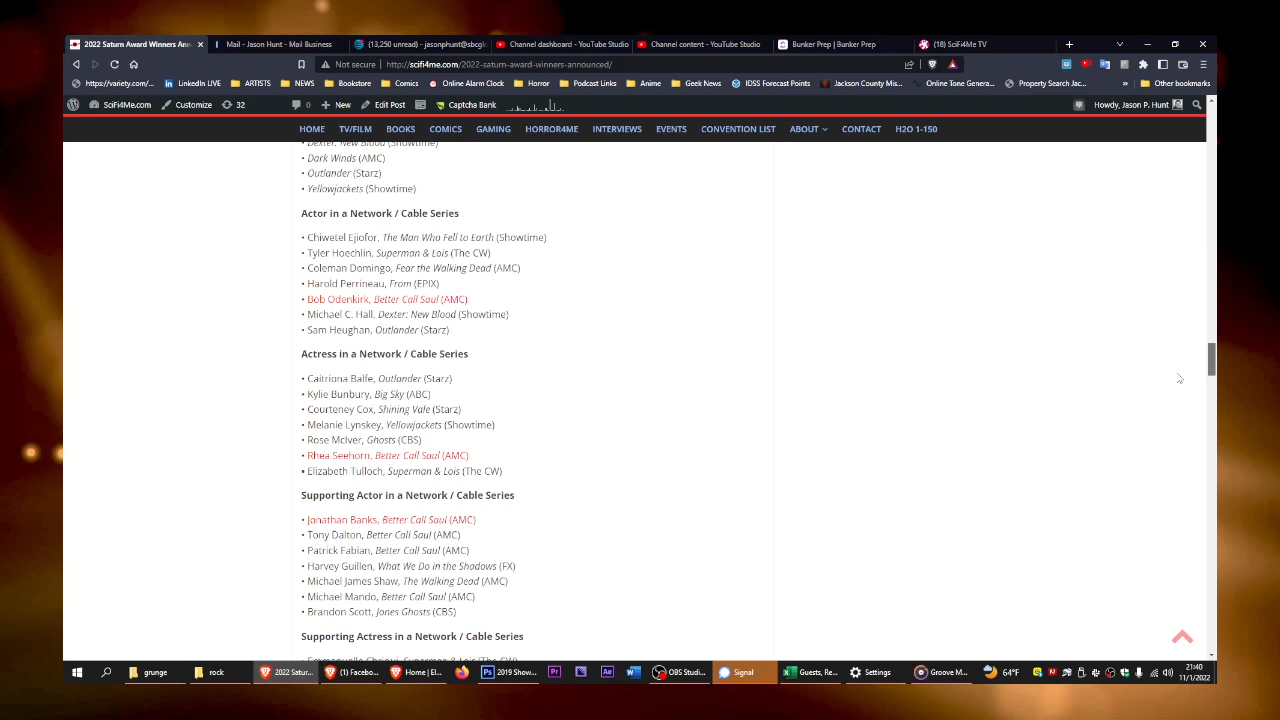 2022 Saturn Award Winners Ann
Mail - Jason Hunt - Mail Business
(13,250 unread) - jasonphunt@sbcglo
Channel dashboard - YouTube Studio
Channel content - YouTube Studio
Bunker Prep | Bunker Prep
(18) SciFi4Me TV
Not secure
http://scifi4me.com/2022-saturn-award-winners-announced/
https://variety.com/...
LinkedIn LIVE
ARTISTS
NEWS
Bookstore
Comics
Online Alarm Clock
Horror
Podcast Links
Anime
Geek News
IDSS Forecast Points
Jackson County Mis...
Online Tone Genera...
Property Search Jac...
Other bookmarks
SciFi4Me.com
Customize
32
0
New
Edit Post
Captcha Bank
Howdy, Jason P. Hunt
HOME TV/FILM BOOKS COMICS GAMING HORROR4ME INTERVIEWS EVENTS CONVENTION LIST ABOUT CONTACT H2O 1-150
• Dexter: New Blood (Showtime)
• Dark Winds (AMC)
• Outlander (Starz)
• Yellowjackets (Showtime)
Actor in a Network / Cable Series
• Chiwetel Ejiofor, The Man Who Fell to Earth (Showtime)
• Tyler Hoechlin, Superman & Lois (The CW)
• Coleman Domingo, Fear the Walking Dead (AMC)
• Harold Perrineau, From (EPIX)
• Bob Odenkirk, Better Call Saul (AMC)
• Michael C. Hall, Dexter: New Blood (Showtime)
• Sam Heughan, Outlander (Starz)
Actress in a Network / Cable Series
• Caitriona Balfe, Outlander (Starz)
• Kylie Bunbury, Big Sky (ABC)
• Courteney Cox, Shining Vale (Starz)
• Melanie Lynskey, Yellowjackets (Showtime)
• Rose McIver, Ghosts (CBS)
• Rhea Seehorn, Better Call Saul (AMC)
• Elizabeth Tulloch, Superman & Lois (The CW)
Supporting Actor in a Network / Cable Series
• Jonathan Banks, Better Call Saul (AMC)
• Tony Dalton, Better Call Saul (AMC)
• Patrick Fabian, Better Call Saul (AMC)
• Harvey Guillen, What We Do in the Shadows (FX)
• Michael James Shaw, The Walking Dead (AMC)
• Michael Mando, Better Call Saul (AMC)
• Brandon Scott, Jones Ghosts (CBS)
Supporting Actress in a Network / Cable Series
• Emmanuelle Chriqui, Superman & Lois (The CW)
grunge
rock
2022 Satur...
(1) Facebo...
Home | El...
2019 Show...
OBS Studi...
Signal
Guests, Re...
Settings
Groove M...
64°F
21:40
11/1/2022